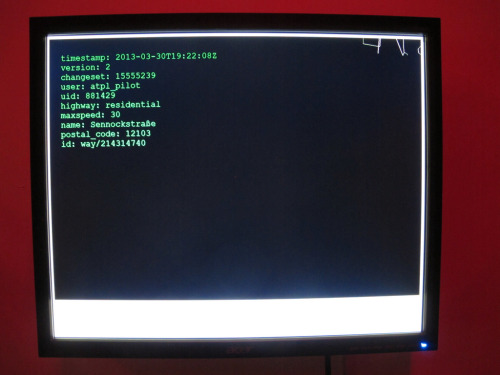 timestamp: 2013-03-30T19:22:08Z
version: 2
changeset: 15555239
user: atpl_pilot
uid: 881429
highway: residential
maxspeed: 30
name: Sennockstraße
postal_code: 12103
id: way/214314740
acer